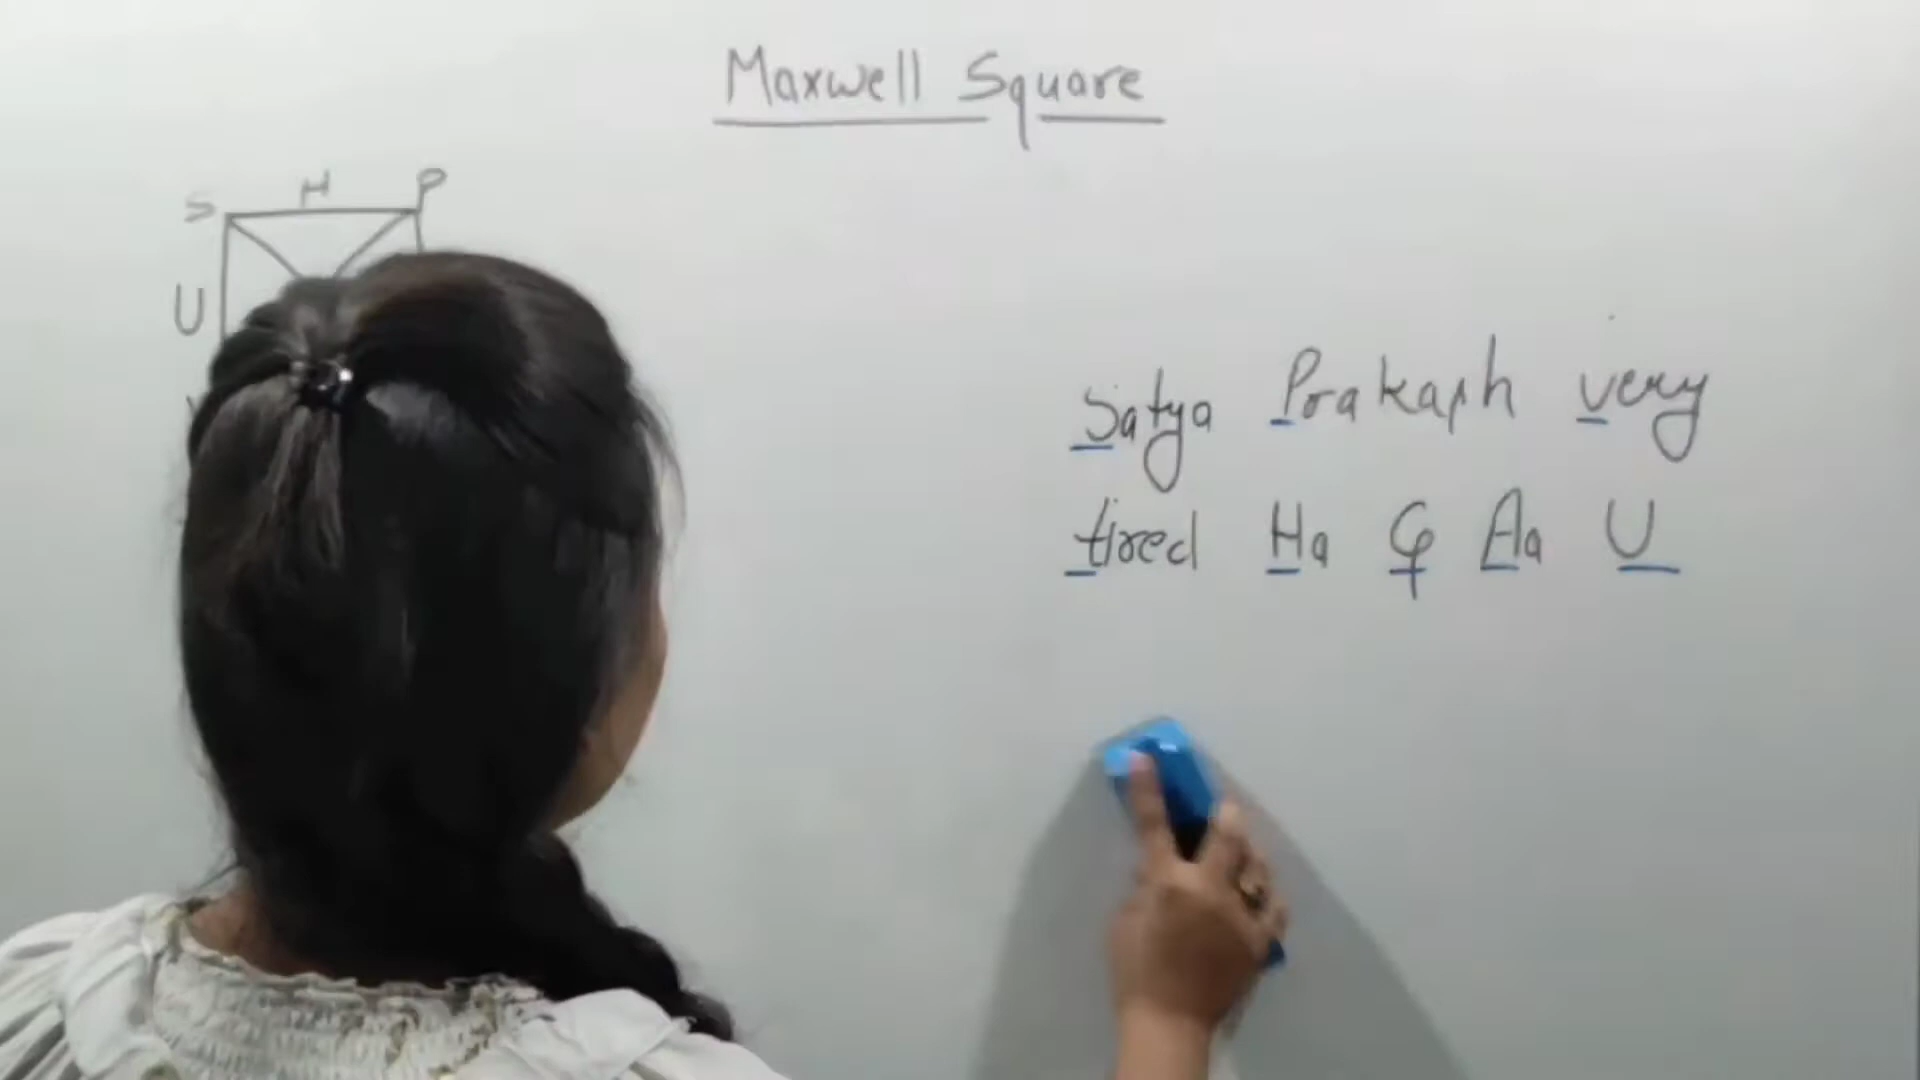 Maxwell Square
S H P
U
Satya Prakash very
tired Ha G Aa U